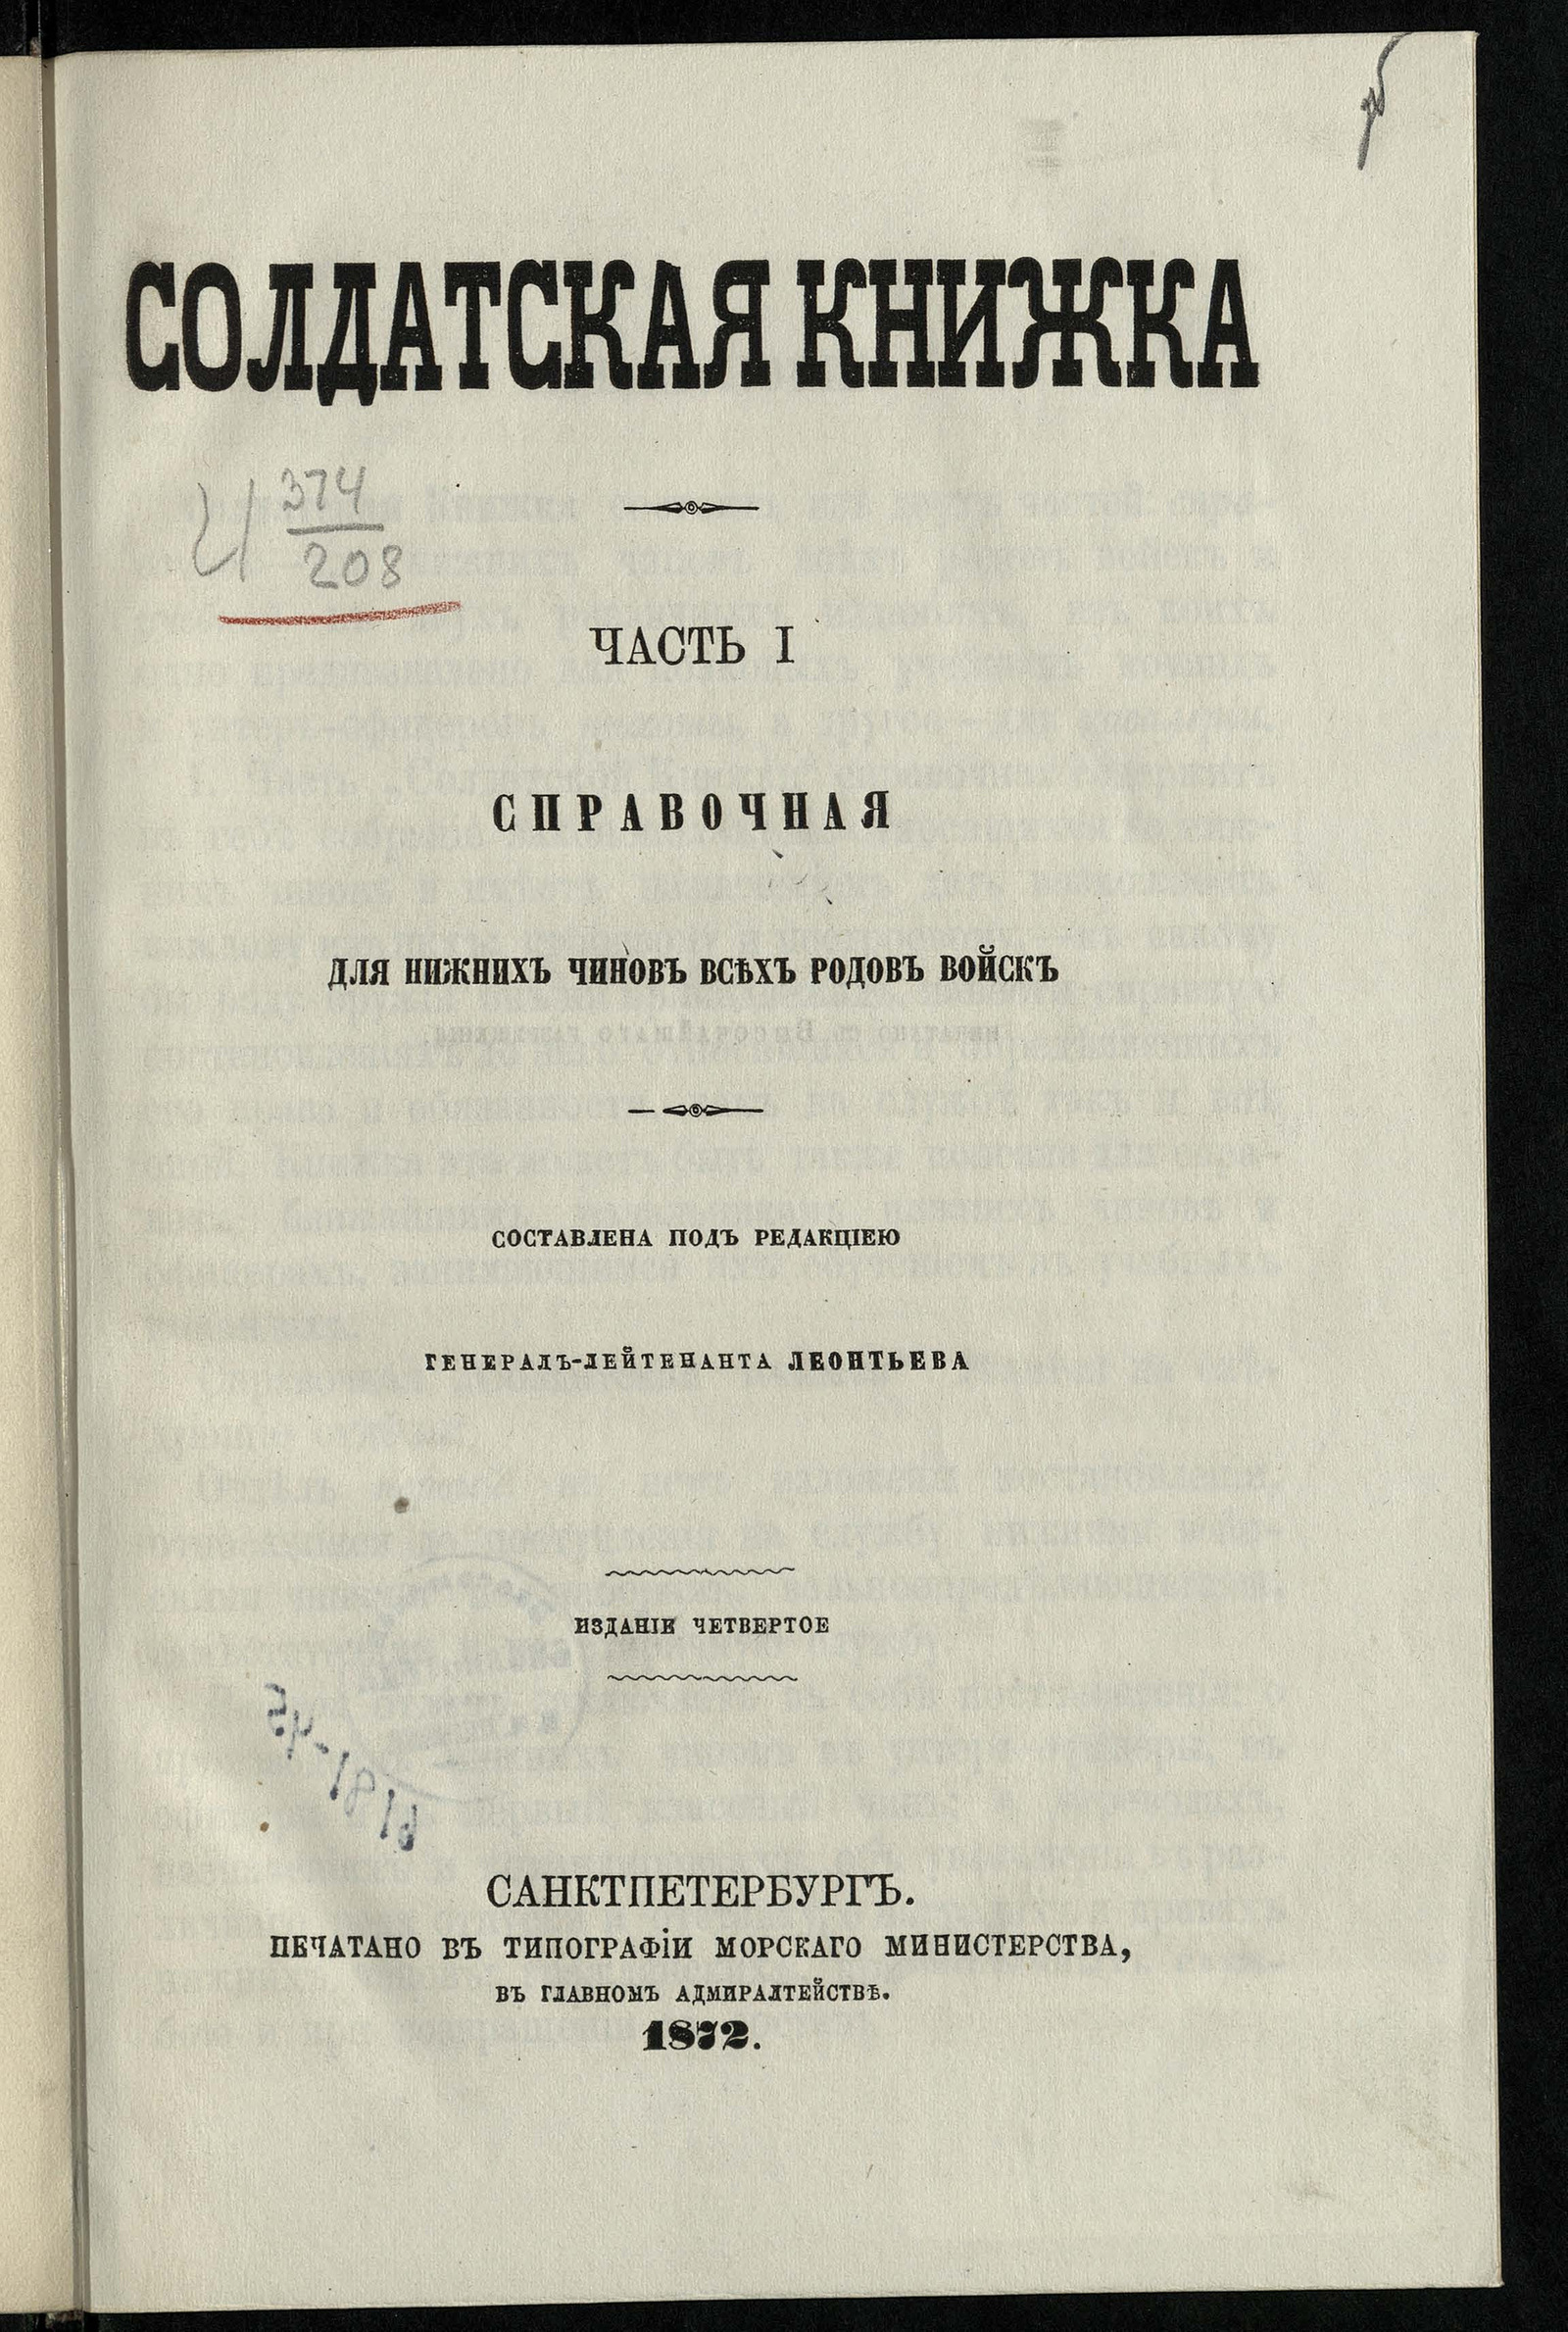 СОЛДАТСКАЯ КНИЖКА
374
208
ЧАСТЬ I
СПРАВОЧНАЯ
ДЛЯ НИЖНИХЪ ЧИНОВЪ ВСѢХЪ РОДОВЪ ВОЙСКЪ
СОСТАВЛЕНА ПОДЪ РЕДАКЦІЕЮ
ГЕНЕРАЛЪ-ЛЕЙТЕНАНТА ЛЕОНТЬЕВА
ИЗДАНІЕ ЧЕТВЕРТОЕ
САНКТПЕТЕРБУРГЪ.
ПЕЧАТАНО ВЪ ТИПОГРАФІИ МОРСКАГО МИНИСТЕРСТВА,
ВЪ ГЛАВНОМЪ АДМИРАЛТЕЙСТВѢ.
1872.